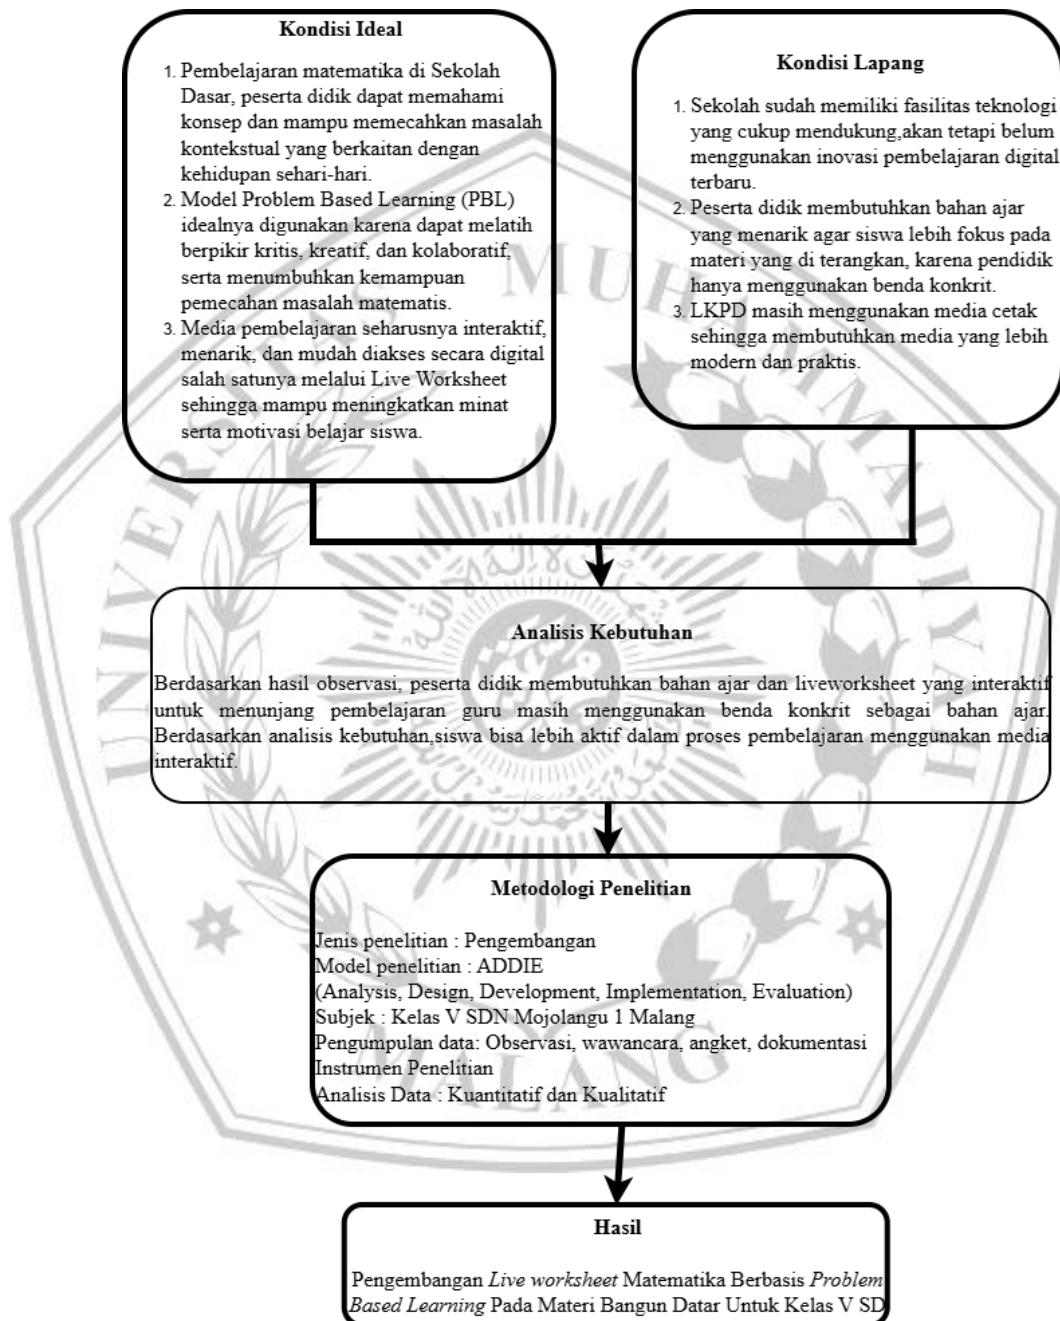 Kondisi Ideal
1. Pembelajaran matematika di Sekolah
Dasar, peserta didik dapat memahami
konsep dan mampu memecahkan masalah
kontekstual yang berkaitan dengan
kehidupan sehari-hari.
2. Model Problem Based Learning (PBL)
idealnya digunakan karena dapat melatih
berpikir kritis, kreatif, dan kolaboratif,
serta menumbuhkan kemampuan
pemecahan masalah matematis.
3. Media pembelajaran seharusnya interaktif,
menarik, dan mudah diakses secara digital
salah satunya melalui Live Worksheet
sehingga mampu meningkatkan minat
serta motivasi belajar siswa.
Kondisi Lapang
1. Sekolah sudah memiliki fasilitas teknologi
yang cukup mendukung,akan tetapi belum
menggunakan inovasi pembelajaran digital
terbaru.
2. Peserta didik membutuhkan bahan ajar
yang menarik agar siswa lebih fokus pada
materi yang di terangkan, karena pendidik
hanya menggunakan benda konkrit.
3. LKPD masih menggunakan media cetak
sehingga membutuhkan media yang lebih
modern dan praktis.
Analisis Kebutuhan
Berdasarkan hasil observasi, peserta didik membutuhkan bahan ajar dan liveworksheet yang interaktif
untuk menunjang pembelajaran guru masih menggunakan benda konkrit sebagai bahan ajar.
Berdasarkan analisis kebutuhan,siswa bisa lebih aktif dalam proses pembelajaran menggunakan media
interaktif.
Metodologi Penelitian
Jenis penelitian : Pengembangan
Model penelitian : ADDIE
(Analysis, Design, Development, Implementation, Evaluation)
Subjek : Kelas V SDN Mojolangu 1 Malang
Pengumpulan data: Observasi, wawancara, angket, dokumentasi
Instrumen Penelitian
Analisis Data : Kuantitatif dan Kualitatif
Hasil
Pengembangan Live worksheet Matematika Berbasis Problem
Based Learning Pada Materi Bangun Datar Untuk Kelas V SD
UNIVERSITAS MUHAMMADIYAH
MALANG